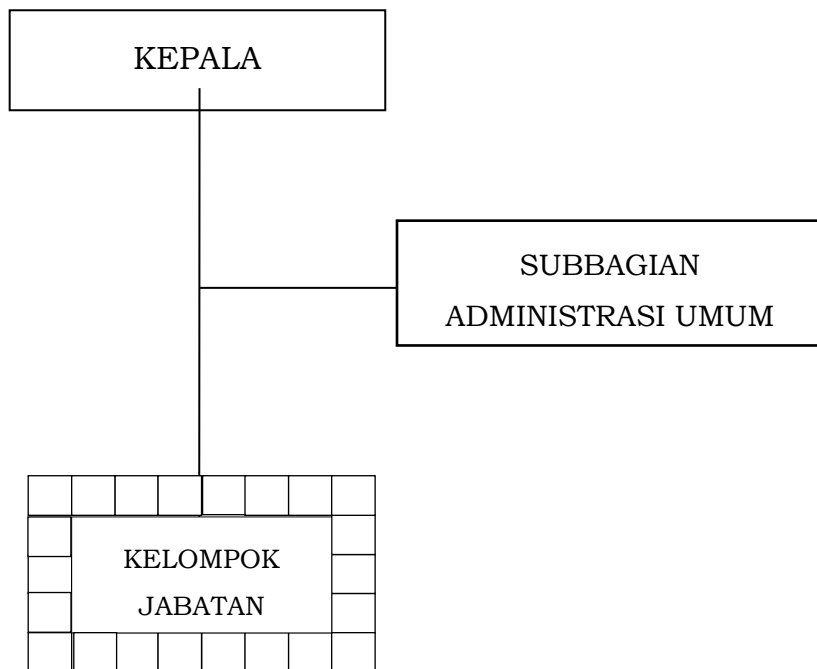 KEPALA
SUBBAGIAN
ADMINISTRASI UMUM
KELOMPOK
JABATAN